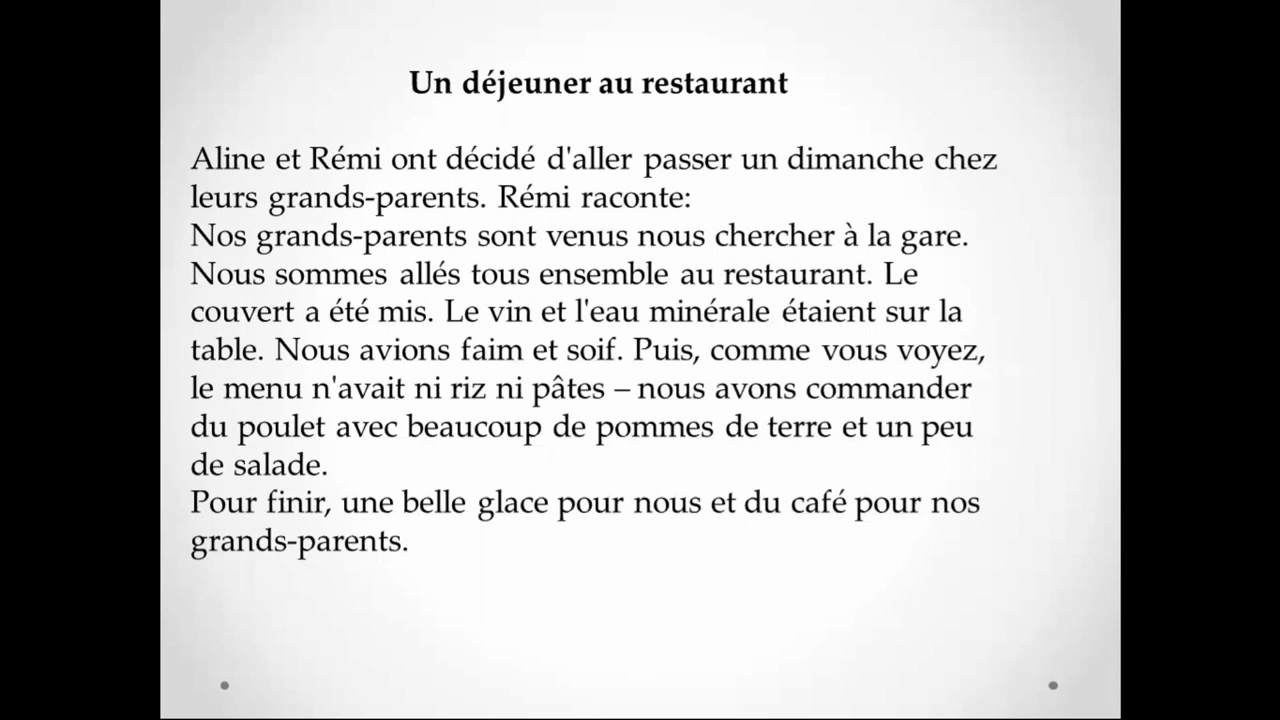 Un déjeuner au restaurant
Aline et Rémi ont décidé d'aller passer un dimanche chez
leurs grands-parents. Rémi raconte:
Nos grands-parents sont venus nous chercher à la gare.
Nous sommes allés tous ensemble au restaurant. Le
couvert a été mis. Le vin et l'eau minérale étaient sur la
table. Nous avions faim et soif. Puis, comme vous voyez,
le menu n'avait ni riz ni pâtes – nous avons commander
du poulet avec beaucoup de pommes de terre et un peu
de salade.
Pour finir, une belle glace pour nous et du café pour nos
grands-parents.